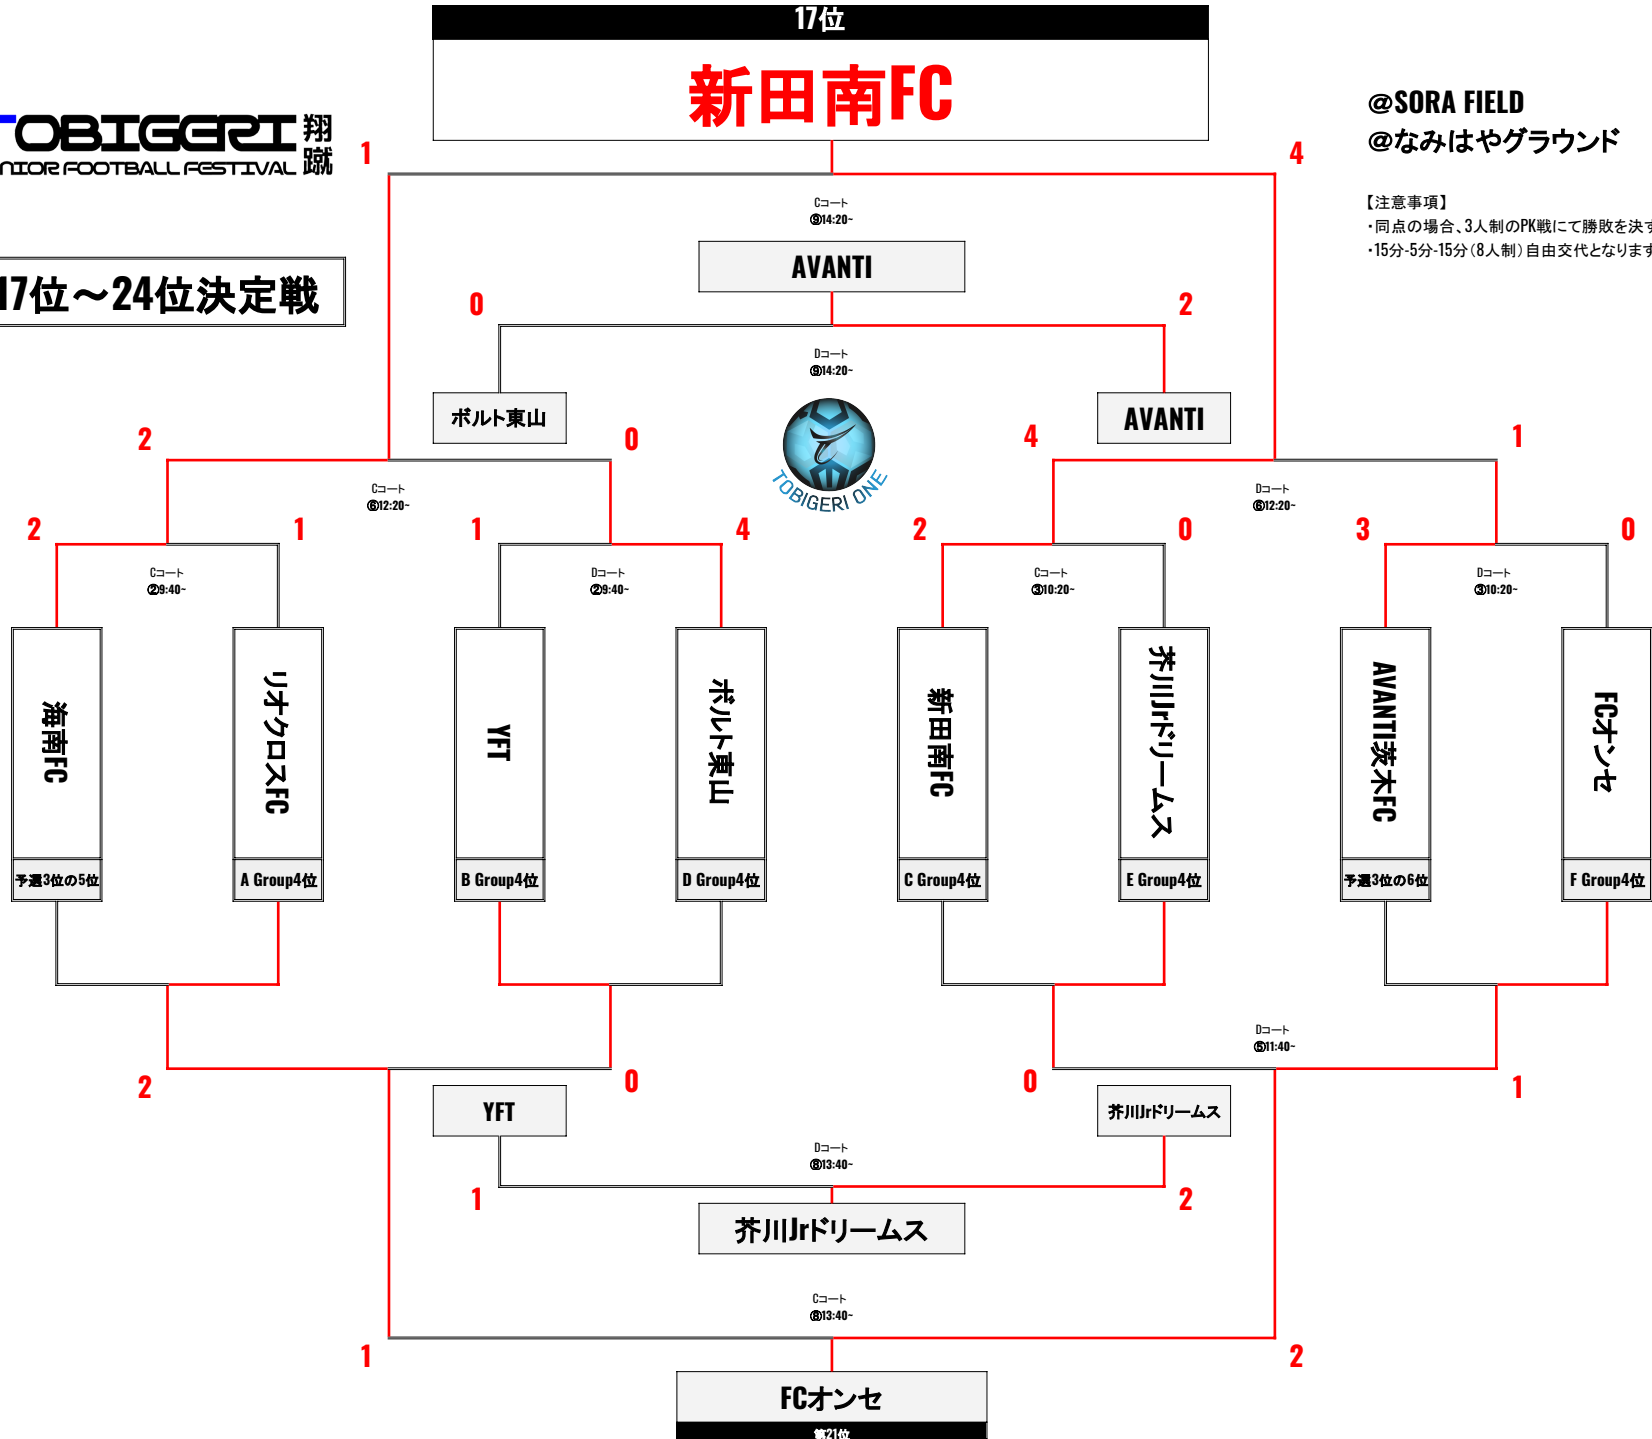 17位
新田南FC
TOBIGERI 翔蹴
NIOR FOOTBALL FESTIVAL
@SORA FIELD
@なみはやグラウンド
【注意事項】
・同点の場合、3人制のPK戦にて勝敗を決す
・15分-5分-15分(8人制)自由交代となります
17位～24位決定戦
1
4
Cコート
⑨14:20~
AVANTI
0
2
Dコート
⑨14:20~
ボルト東山
AVANTI
TOBIGERI ONE
2
0
4
1
Cコート
⑥12:20~
Dコート
⑥12:20~
2
1
1
4
2
0
3
0
Cコート
②9:40~
Dコート
②9:40~
Cコート
③10:20~
Dコート
③10:20~
海南FC
リオクロスFC
YFT
ボルト東山
新田南FC
芥川Jrドリームス
AVANTI茨木FC
FCオンセ
予選3位の5位
A Group4位
B Group4位
D Group4位
C Group4位
E Group4位
予選3位の6位
F Group4位
Dコート
⑤11:40~
2
0
0
1
YFT
芥川Jrドリームス
Dコート
⑧13:40~
1
2
芥川Jrドリームス
Cコート
⑧13:40~
1
2
FCオンセ
第21位